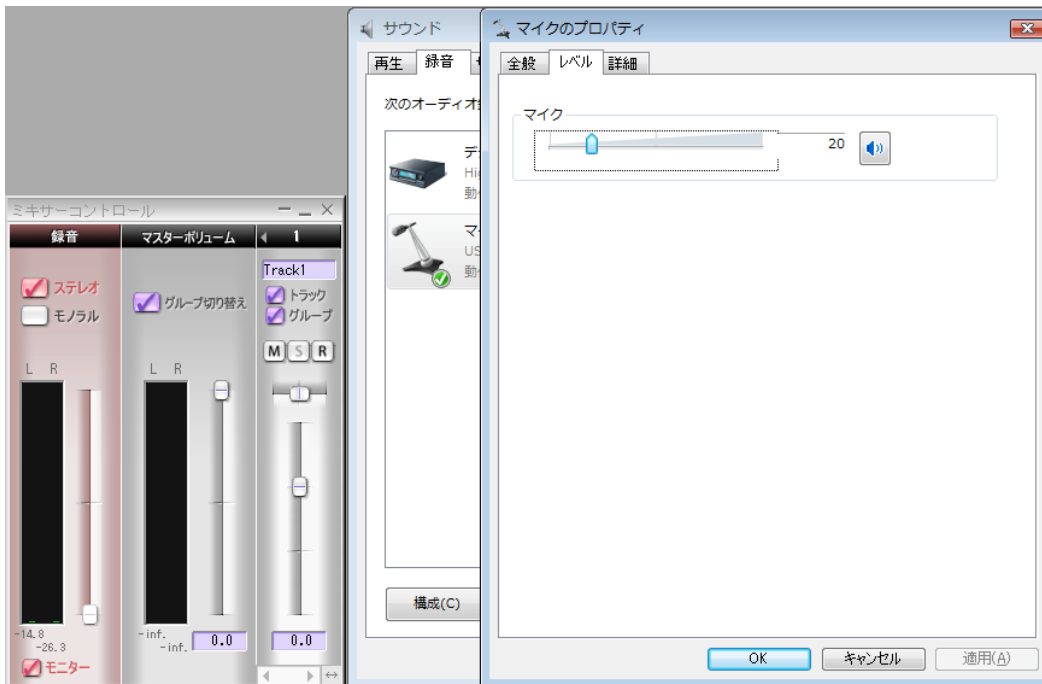 ミキサーコントロール
録音
マスターボリューム
1
ステレオ
モノラル
グループ切り替え
Track1
トラック
グループ
M S R
L R
L R
-14.8
-26.3
モニター
-inf.
-inf.
0.0
0.0
サウンド
再生
録音
次のオーディオ
デ
Hi
動
マ
US
動
構成(C)
マイクのプロパティ
全般
レベル
詳細
マイク
20
OK
キャンセル
適用(A)